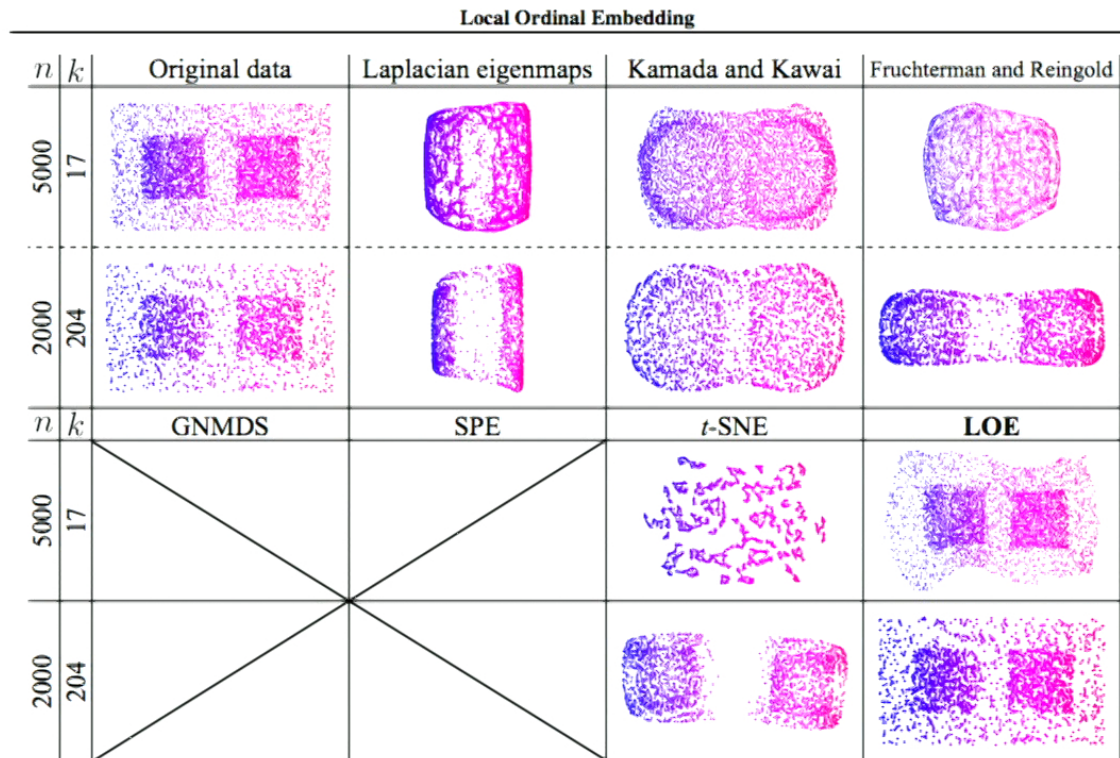 Local Ordinal Embedding
n k Original data Laplacian eigenmaps Kamada and Kawai Fruchterman and Reingold
5000 17
2000 204
n k GNMDS SPE t-SNE LOE
5000 17
2000 204